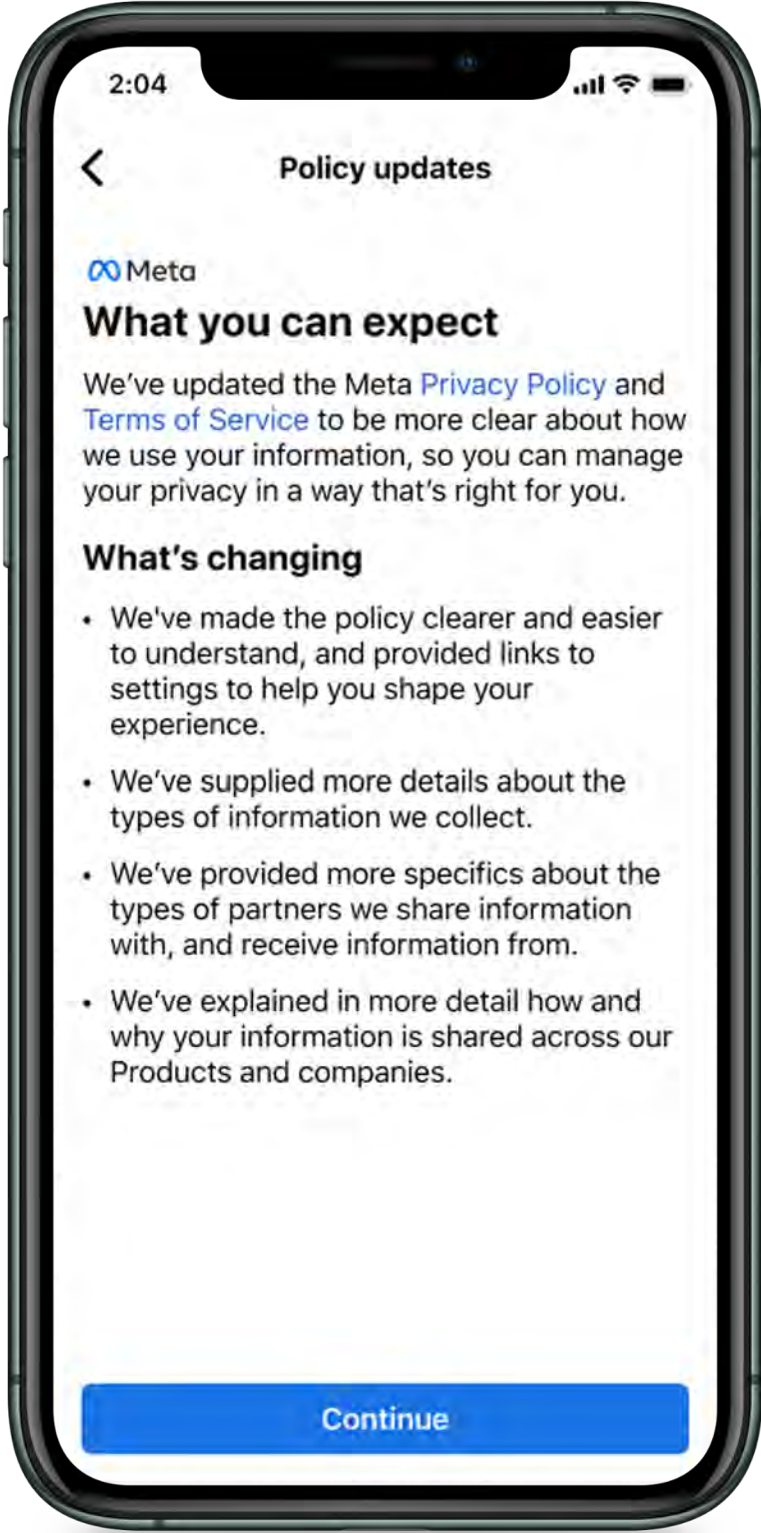 2:04
Policy updates
Meta
What you can expect
We’ve updated the Meta Privacy Policy and
Terms of Service to be more clear about how
we use your information, so you can manage
your privacy in a way that’s right for you.
What’s changing
• We've made the policy clearer and easier
to understand, and provided links to
settings to help you shape your
experience.
• We’ve supplied more details about the
types of information we collect.
• We’ve provided more specifics about the
types of partners we share information
with, and receive information from.
• We’ve explained in more detail how and
why your information is shared across our
Products and companies.
Continue